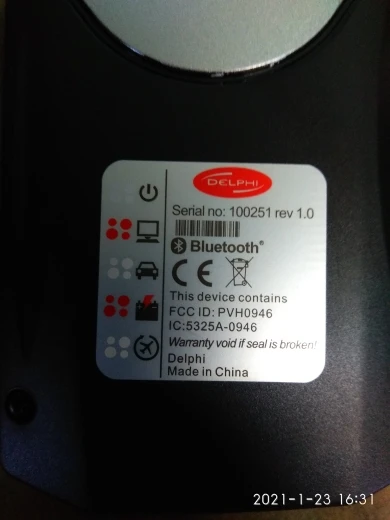 DELPHI
Serial no: 100251 rev 1.0
Bluetooth®
CE
This device contains
FCC ID: PVH0946
IC:5325A-0946
Warranty void if seal is broken!
Delphi
Made in China
2021-1-23 16:31